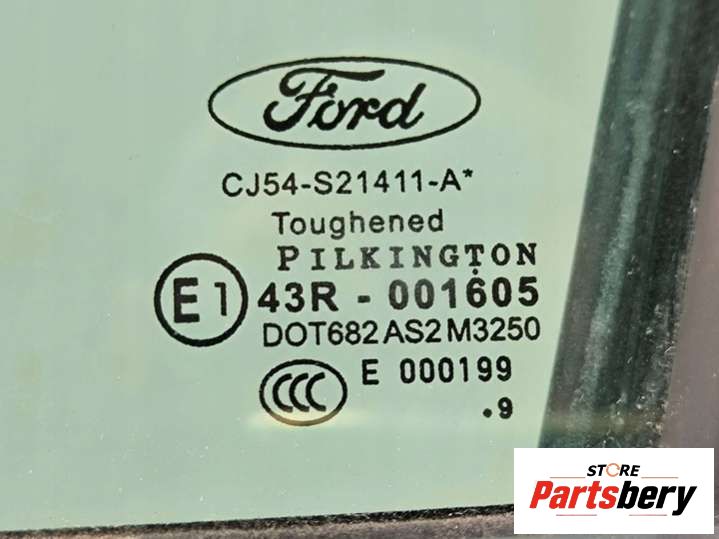 Ford
CJ54-S21411-A*
Toughened
PILKINGTON
E1 43R - 001605
DOT682 AS2 M3250
CCC E 000199
.9
STORE
Partsbery